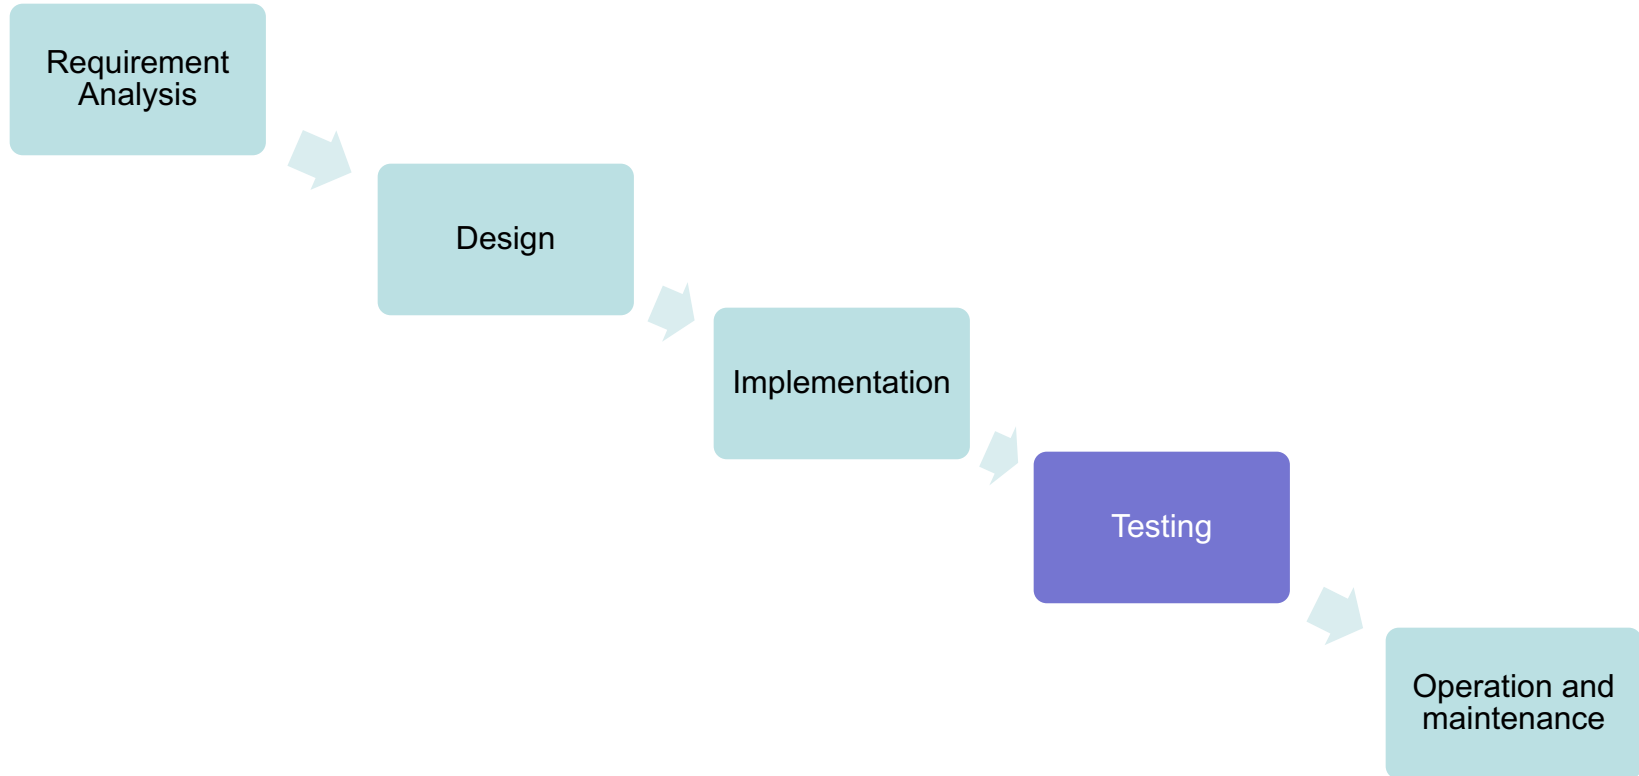 Requirement
Analysis
Design
Implementation
Testing
Operation and
maintenance